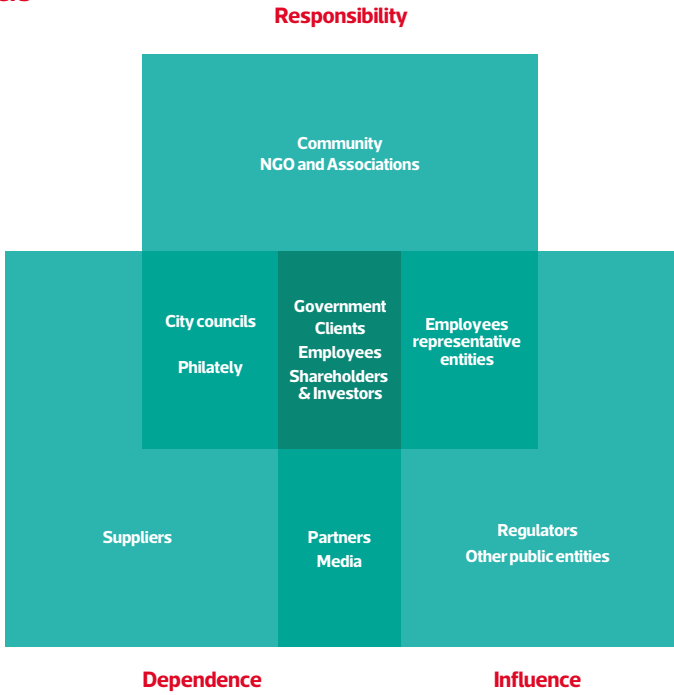 Responsibility
Community
NGO and Associations
City councils
Philately
Government
Clients
Employees
Shareholders
& Investors
Employees
representative
entities
Suppliers
Partners
Media
Regulators
Other public entities
Dependence
Influence